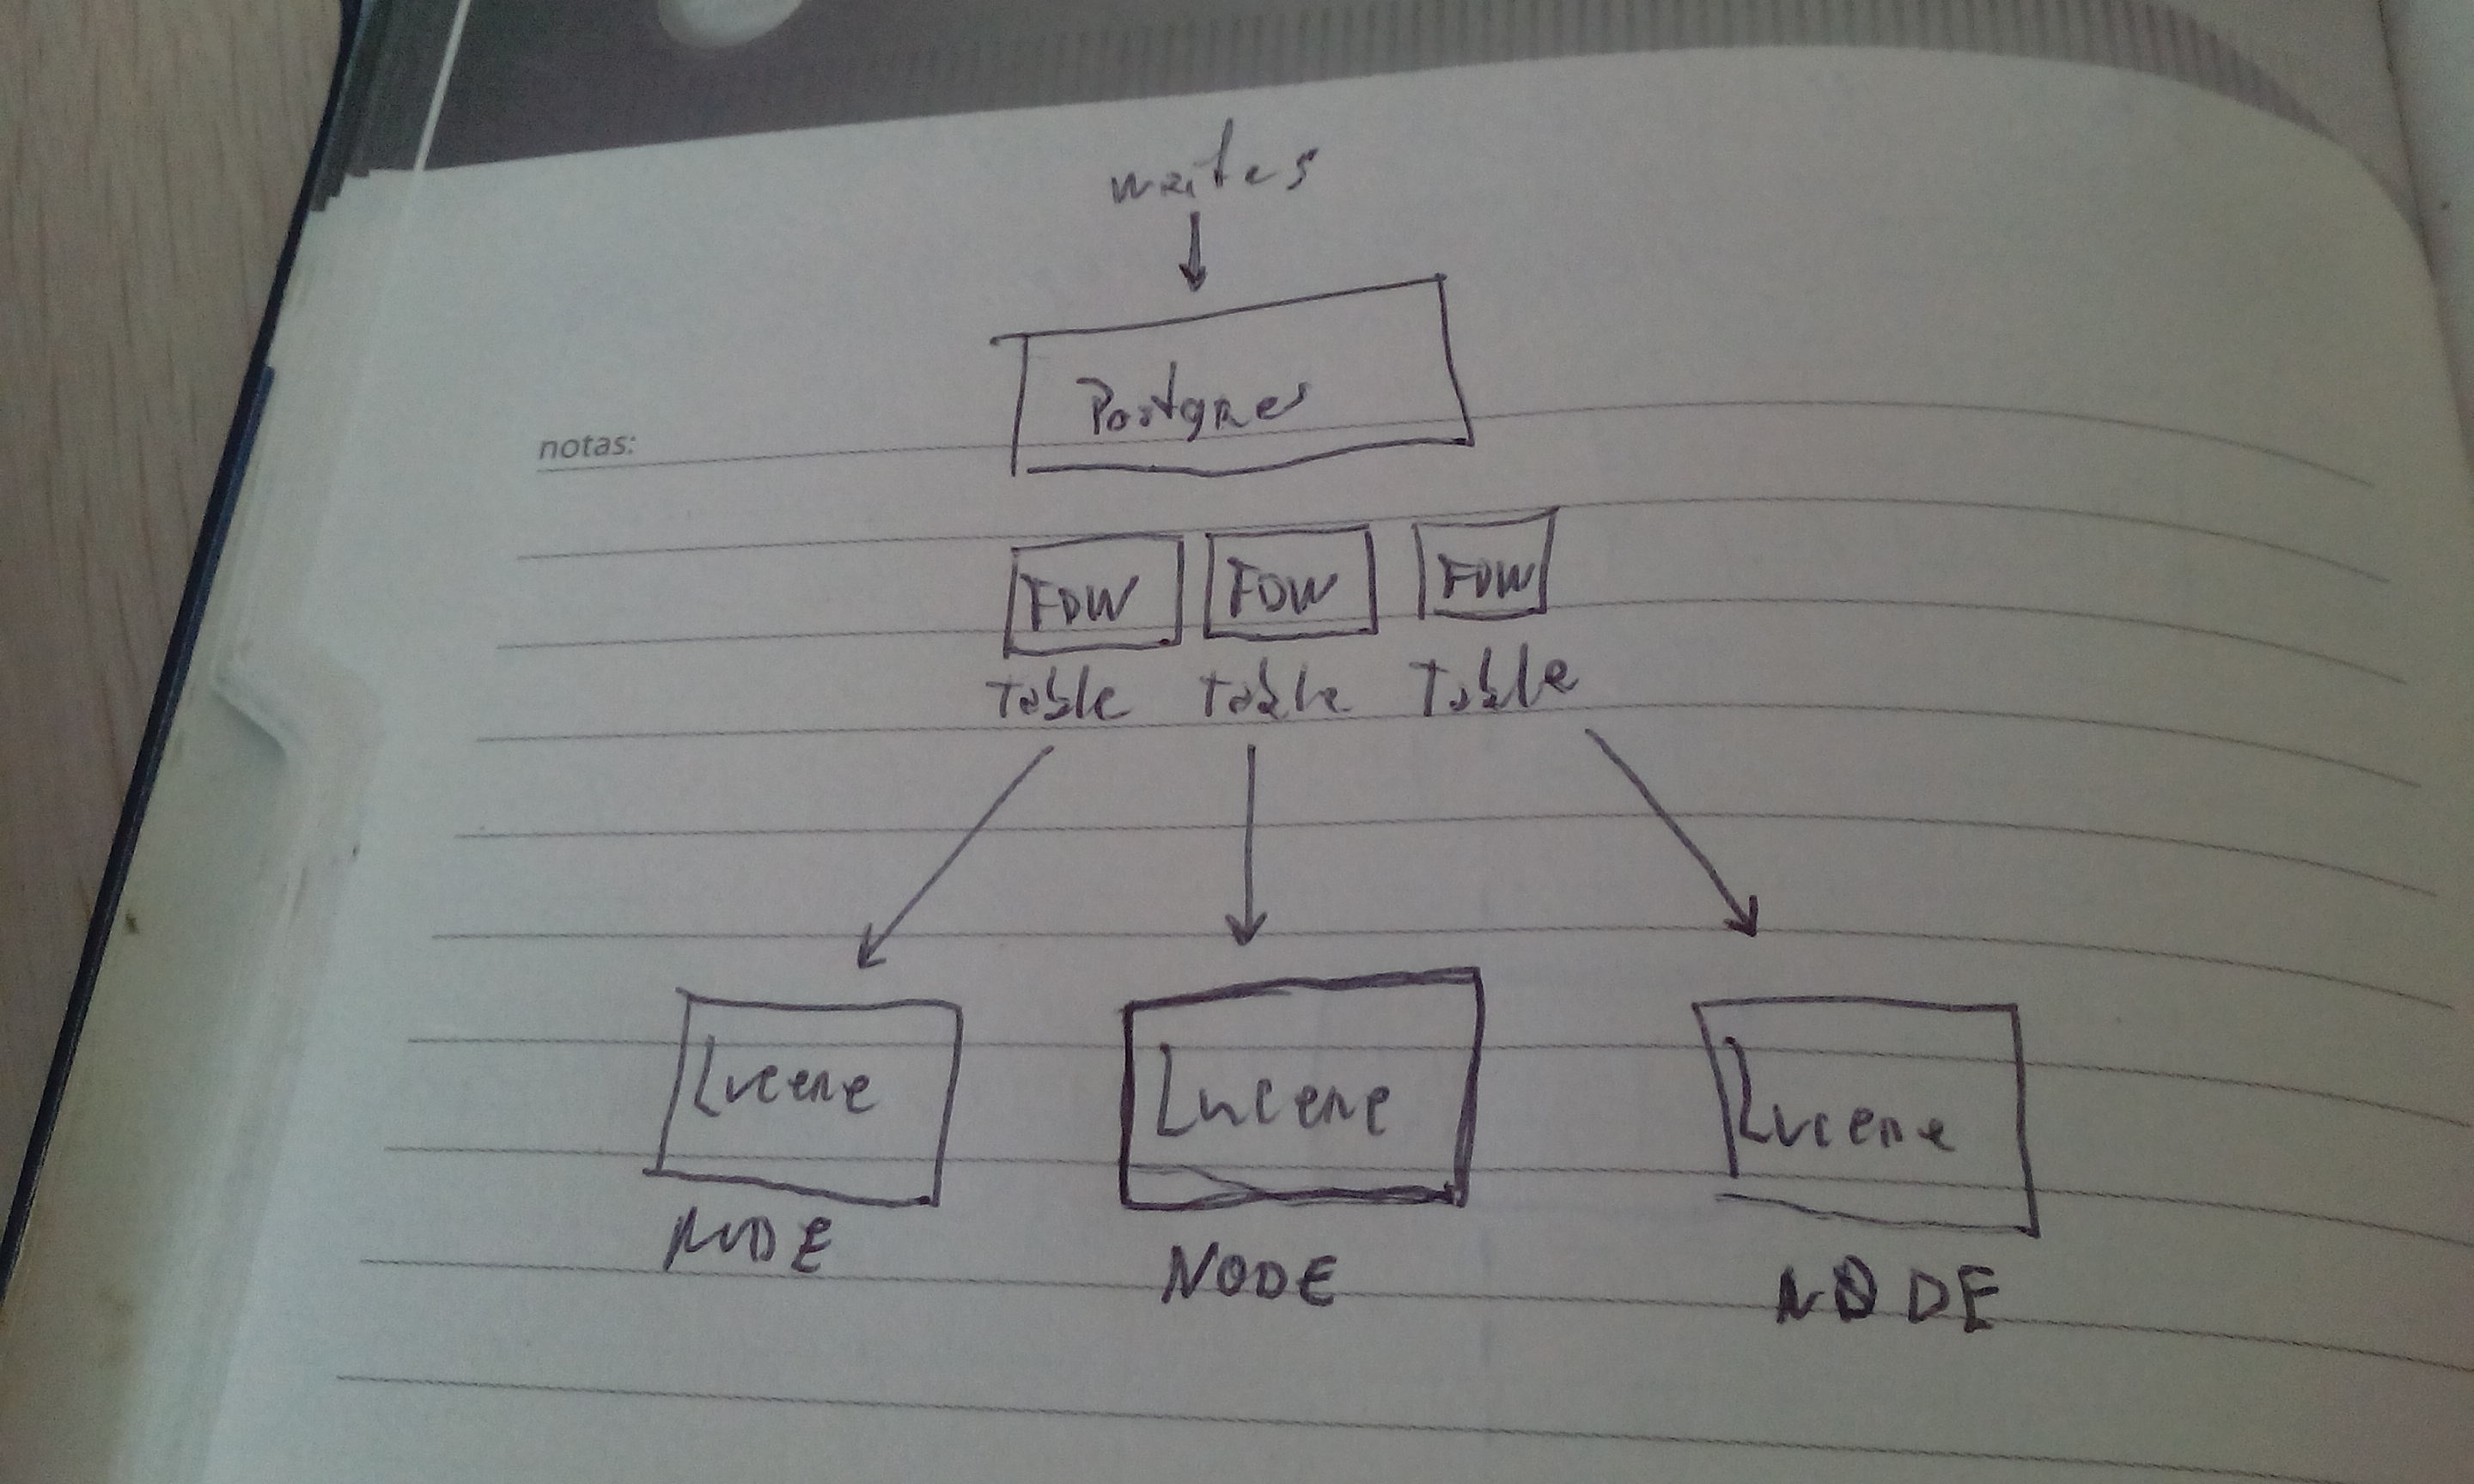 writes
Postgres
notas:
FDW FDW FDW
Table Table Table
Lucene Lucene Lucene
NODE NODE NODE